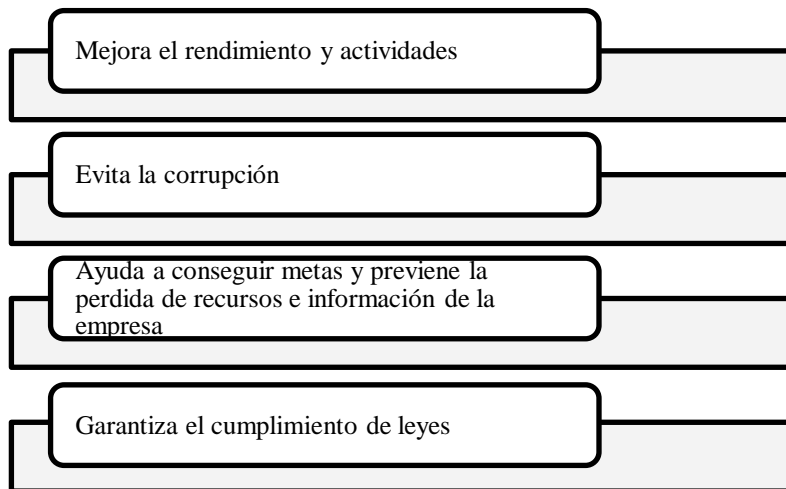 Mejora el rendimiento y actividades
Evita la corrupción
Ayuda a conseguir metas y previene la
perdida de recursos e información de la
empresa
Garantiza el cumplimiento de leyes